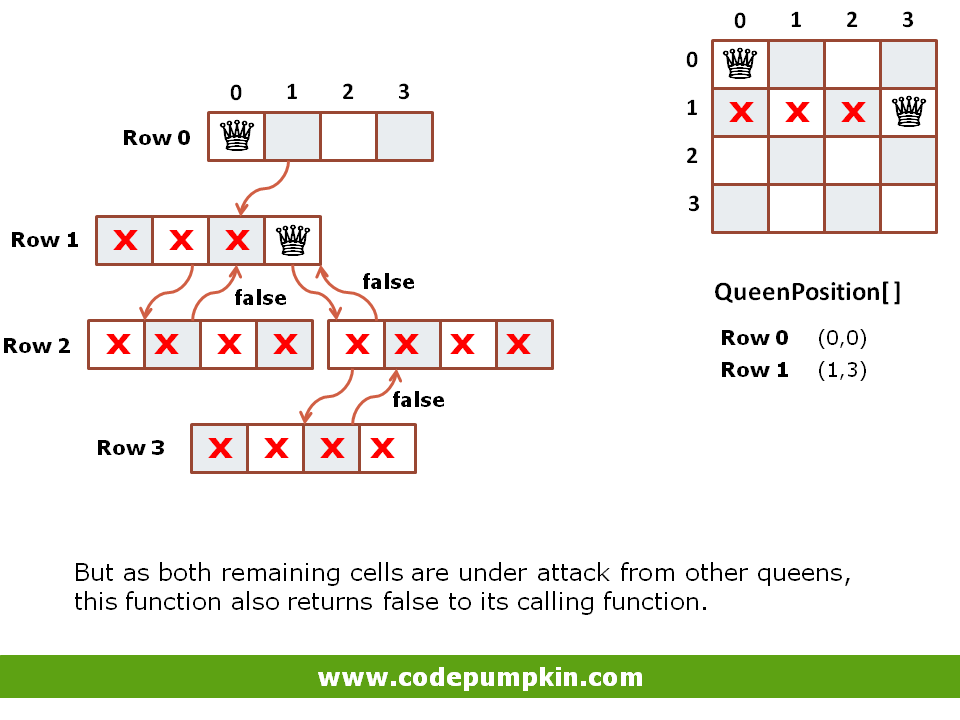 0 1 2 3
Row 0
Row 1
X X X
false
false
Row 2
X X X X
X X X X
false
Row 3
X X X X
0 1 2 3
0
1
X X X
2
3
QueenPosition[ ]
Row 0 (0,0)
Row 1 (1,3)
But as both remaining cells are under attack from other queens,
this function also returns false to its calling function.
www.codepumpkin.com